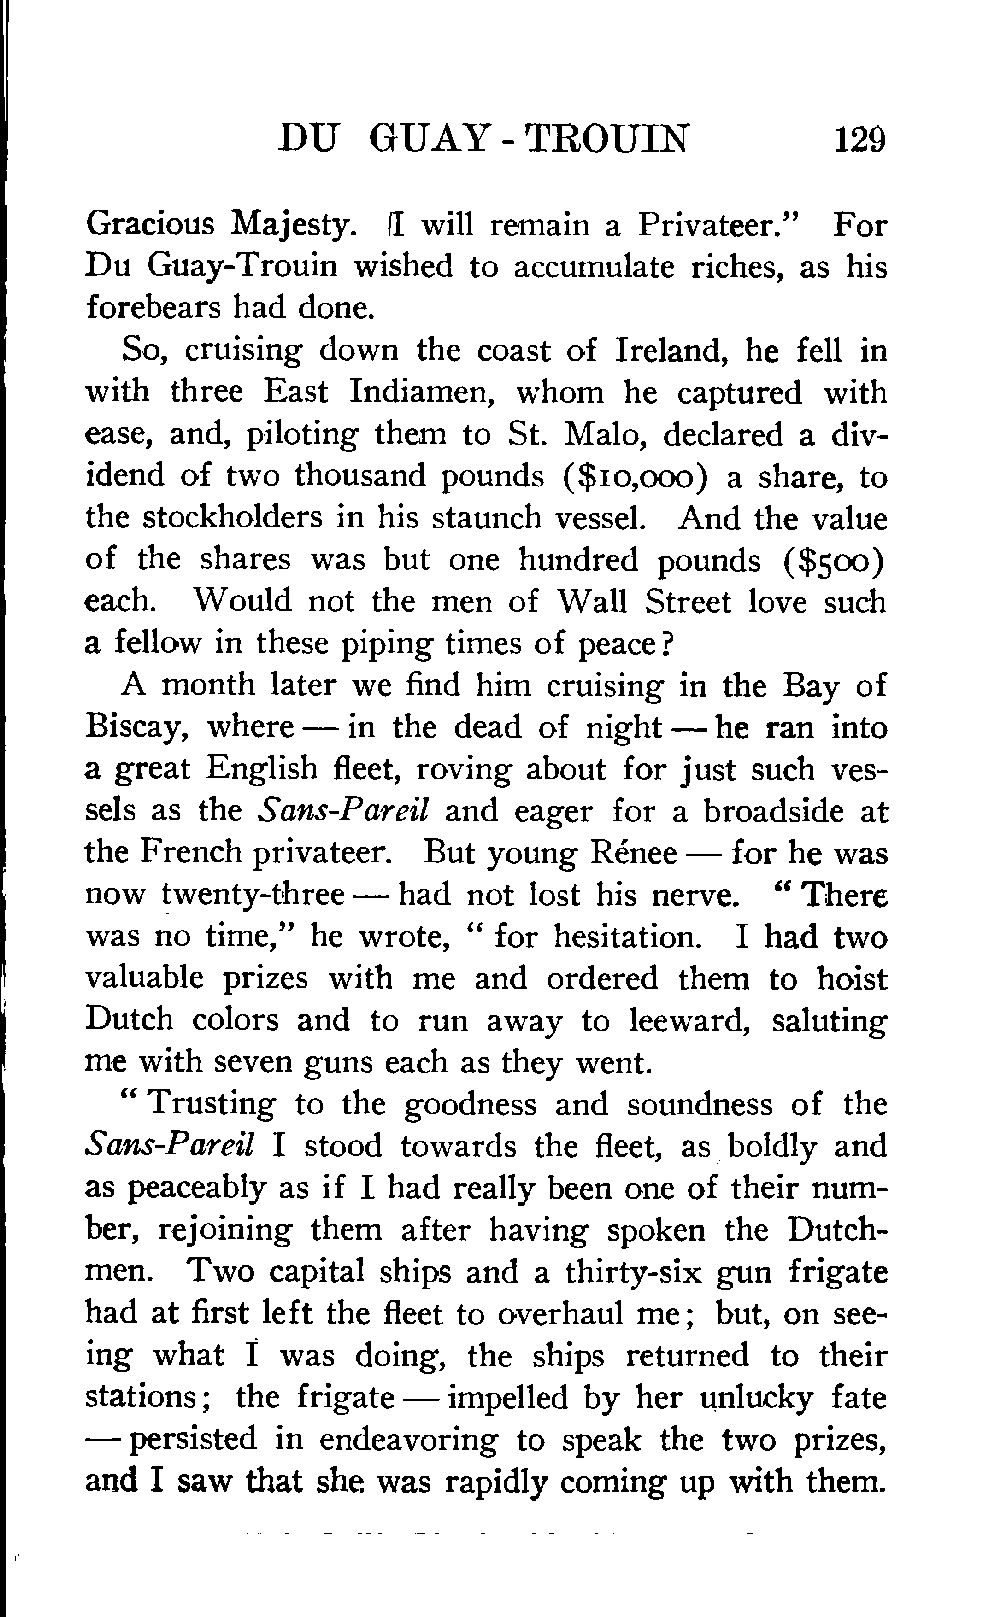 DU GUAY-TROUIN 129
Gracious Majesty. I will remain a Privateer." For
Du Guay-Trouin wished to accumulate riches, as his
forebears had done.
So, cruising down the coast of Ireland, he fell in
with three East Indiamen, whom he captured with
ease, and, piloting them to St. Malo, declared a div-
idend of two thousand pounds ($10,000) a share, to
the stockholders in his staunch vessel. And the value
of the shares was but one hundred pounds ($500)
each. Would not the men of Wall Street love such
a fellow in these piping times of peace?
A month later we find him cruising in the Bay of
Biscay, where — in the dead of night — he ran into
a great English fleet, roving about for just such ves-
sels as the Sans-Pareil and eager for a broadside at
the French privateer. But young Rénee — for he was
now twenty-three — had not lost his nerve. "There
was no time," he wrote, "for hesitation. I had two
valuable prizes with me and ordered them to hoist
Dutch colors and to run away to leeward, saluting
me with seven guns each as they went.
"Trusting to the goodness and soundness of the
Sans-Pareil I stood towards the fleet, as boldly and
as peaceably as if I had really been one of their num-
ber, rejoining them after having spoken the Dutch-
men. Two capital ships and a thirty-six gun frigate
had at first left the fleet to overhaul me; but, on see-
ing what I was doing, the ships returned to their
stations; the frigate — impelled by her unlucky fate
— persisted in endeavoring to speak the two prizes,
and I saw that she was rapidly coming up with them.